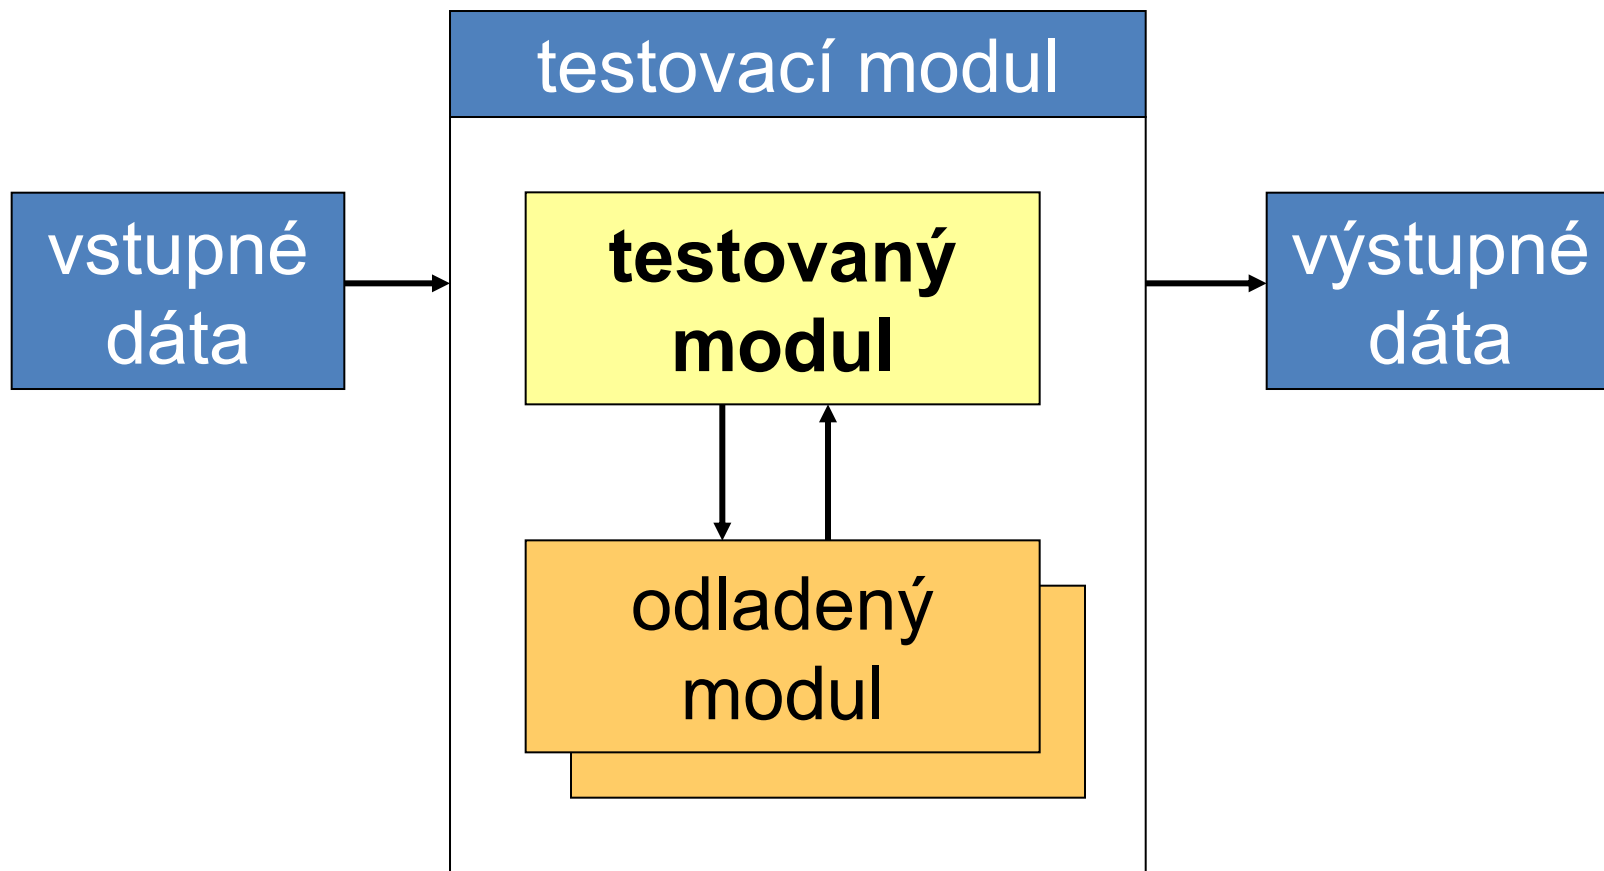 testovací modul
vstupné
dáta
testovaný
modul
výstupné
dáta
odladený
modul